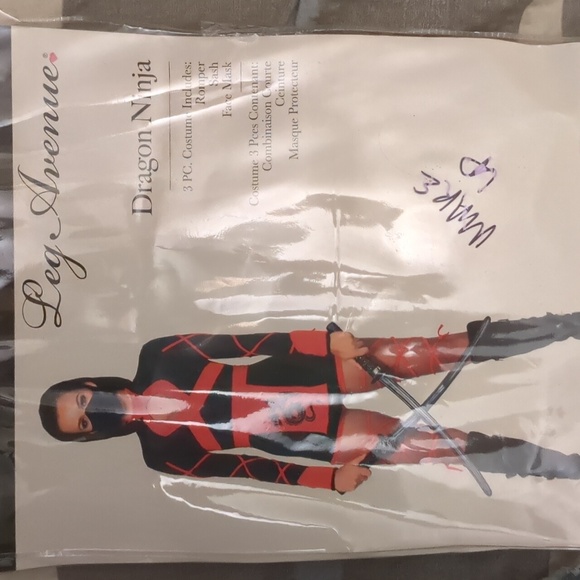 Leg Avenue®
Dragon Ninja
3 PC. Costume Includes:
Romper
Sash
Face Mask
Costume 3 Pces Contenant:
Combinaison Courte
Ceinture
Masque Protecteur